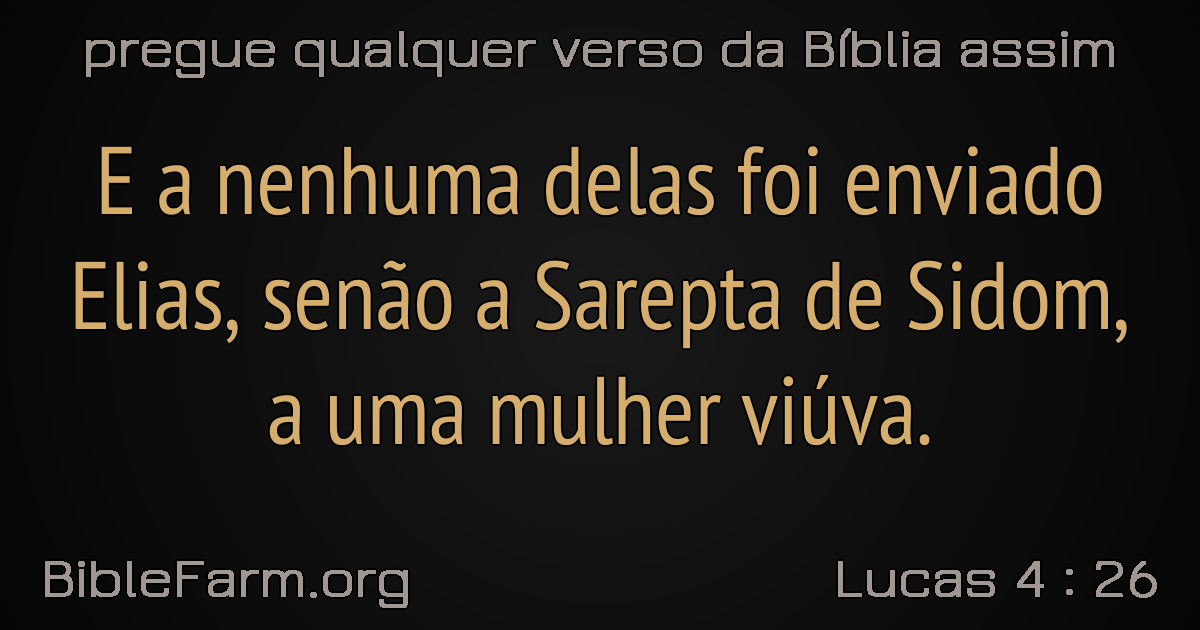 pregue qualquer verso da Bíblia assim
E a nenhuma delas foi enviado
Elias, senão a Sarepta de Sidom,
a uma mulher viúva.
BibleFarm.org
Lucas 4 : 26